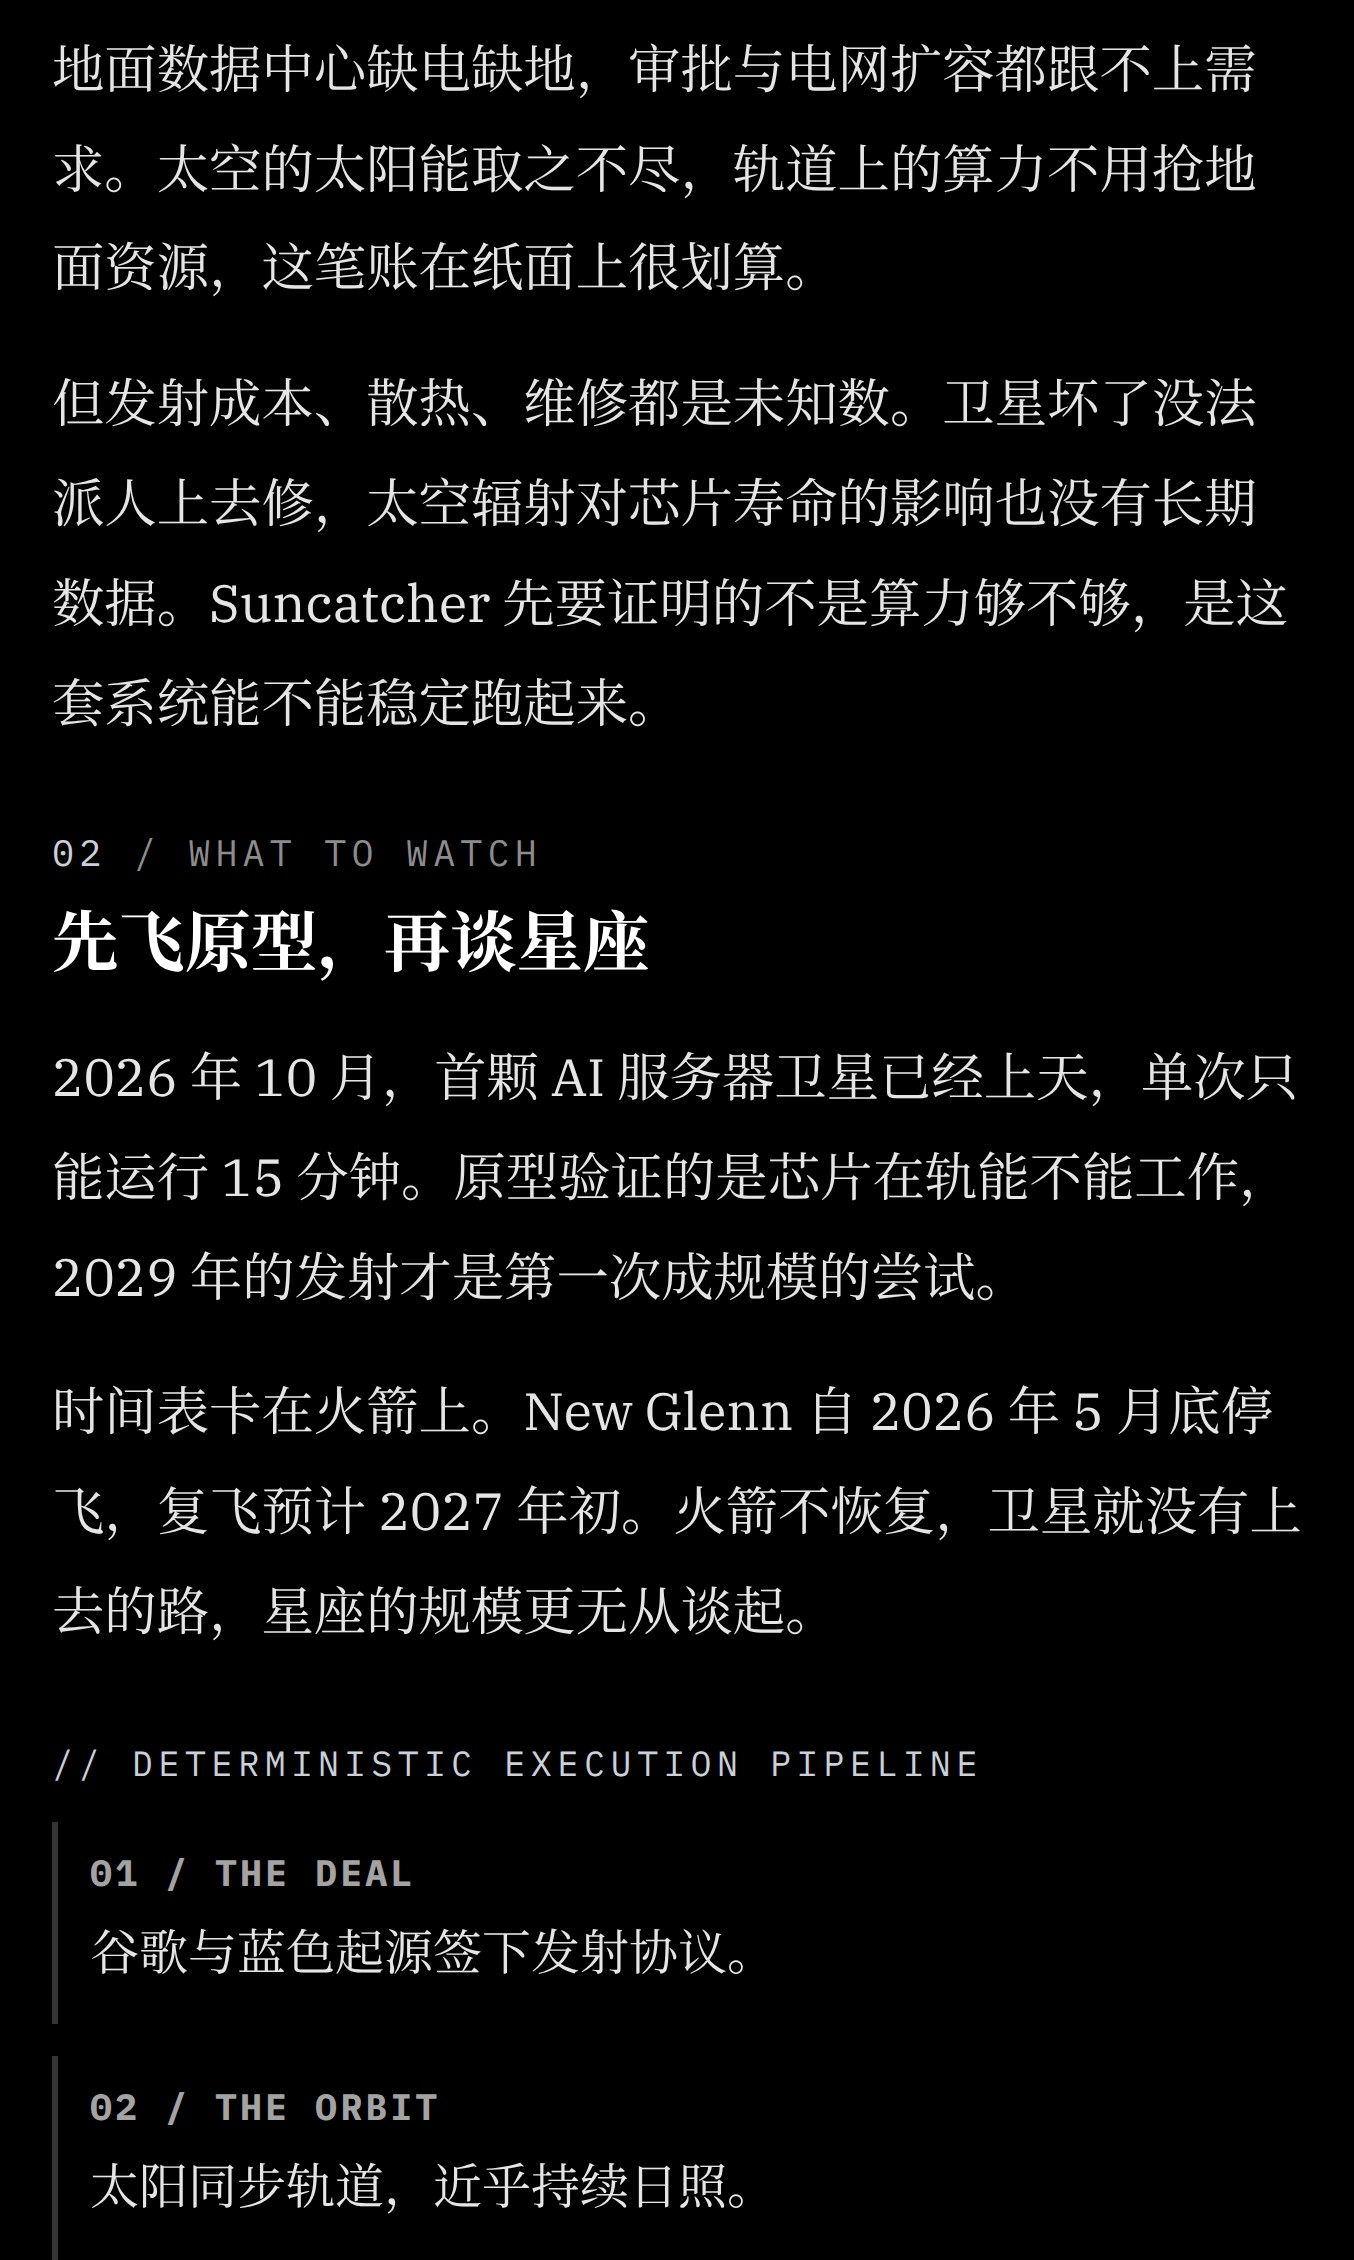 地面数据中心缺电缺地，审批与电网扩容都跟不上需
求。太空的太阳能取之不尽，轨道上的算力不用抢地
面资源，这笔账在纸面上很划算。
但发射成本、散热、维修都是未知数。卫星坏了没法
派人上去修，太空辐射对芯片寿命的影响也没有长期
数据。Suncatcher 先要证明的不是算力够不够，是这
套系统能不能稳定跑起来。
02 / WHAT TO WATCH
先飞原型，再谈星座
2026 年 10 月，首颗 AI 服务器卫星已经上天，单次只
能运行 15 分钟。原型验证的是芯片在轨能不能工作，
2029 年的发射才是第一次成规模的尝试。
时间表卡在火箭上。New Glenn 自 2026 年 5 月底停
飞，复飞预计 2027 年初。火箭不恢复，卫星就没有上
去的路，星座的规模更无从谈起。
// DETERMINISTIC EXECUTION PIPELINE
01 / THE DEAL
谷歌与蓝色起源签下发射协议。
02 / THE ORBIT
太阳同步轨道，近乎持续日照。